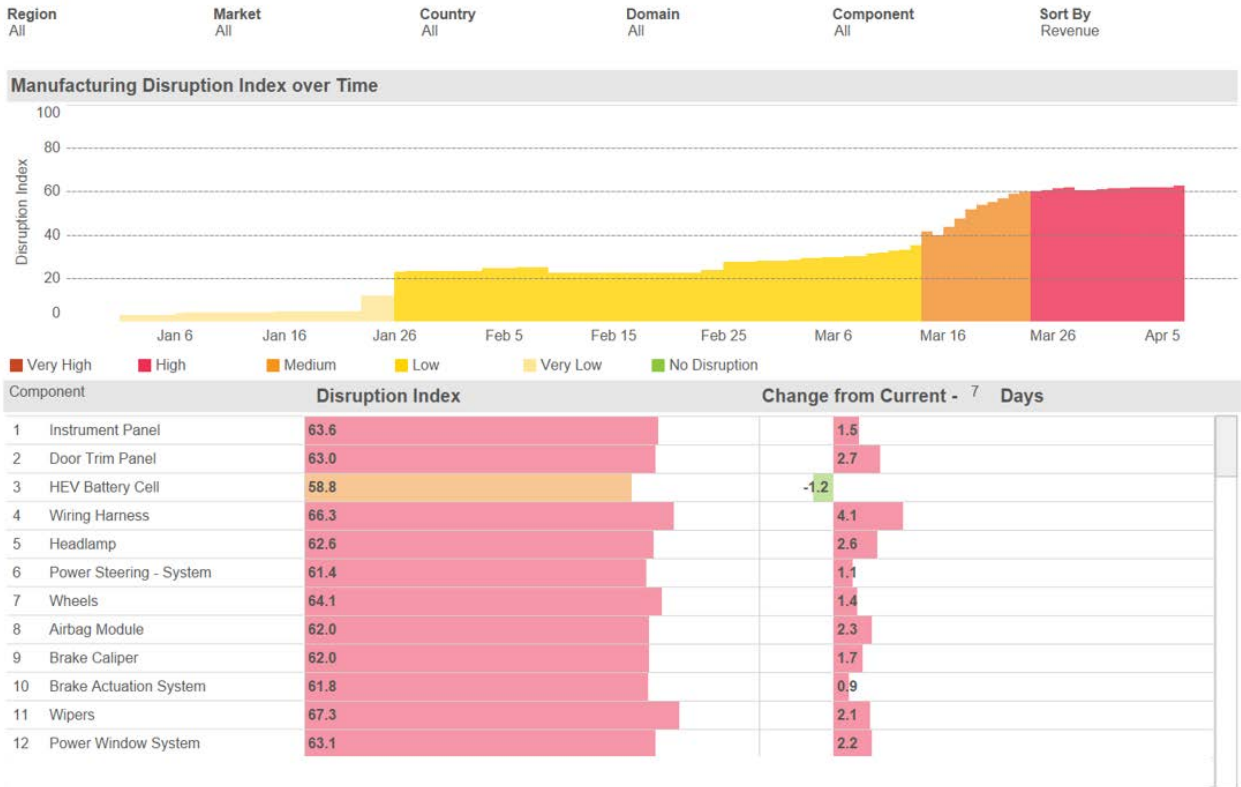 Region Market Country Domain Component Sort By
All All All All All Revenue
Manufacturing Disruption Index over Time
100
80
60
40
20
0
Disruption Index
Jan 6 Jan 16 Jan 26 Feb 5 Feb 15 Feb 25 Mar 6 Mar 16 Mar 26 Apr 5
Very High High Medium Low Very Low No Disruption
Component Disruption Index Change from Current - 7 Days
1 Instrument Panel 63.6 1.5
2 Door Trim Panel 63.0 2.7
3 HEV Battery Cell 58.8 -1.2
4 Wiring Harness 66.3 4.1
5 Headlamp 62.6 2.6
6 Power Steering - System 61.4 1.1
7 Wheels 64.1 1.4
8 Airbag Module 62.0 2.3
9 Brake Caliper 62.0 1.7
10 Brake Actuation System 61.8 0.9
11 Wipers 67.3 2.1
12 Power Window System 63.1 2.2